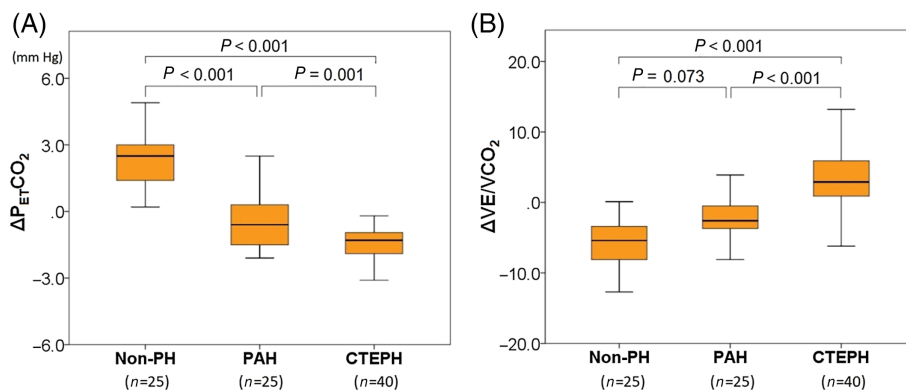 (A)
(mm Hg)
P < 0.001
P < 0.001
P = 0.001
6.0
3.0
.0
−3.0
−6.0
ΔPETCO2
Non-PH
PAH
CTEPH
(n=25)
(n=25)
(n=40)
(B)
P < 0.001
P = 0.073
P < 0.001
20.0
10.0
.0
−10.0
−20.0
ΔVE/VCO2
Non-PH
PAH
CTEPH
(n=25)
(n=25)
(n=40)